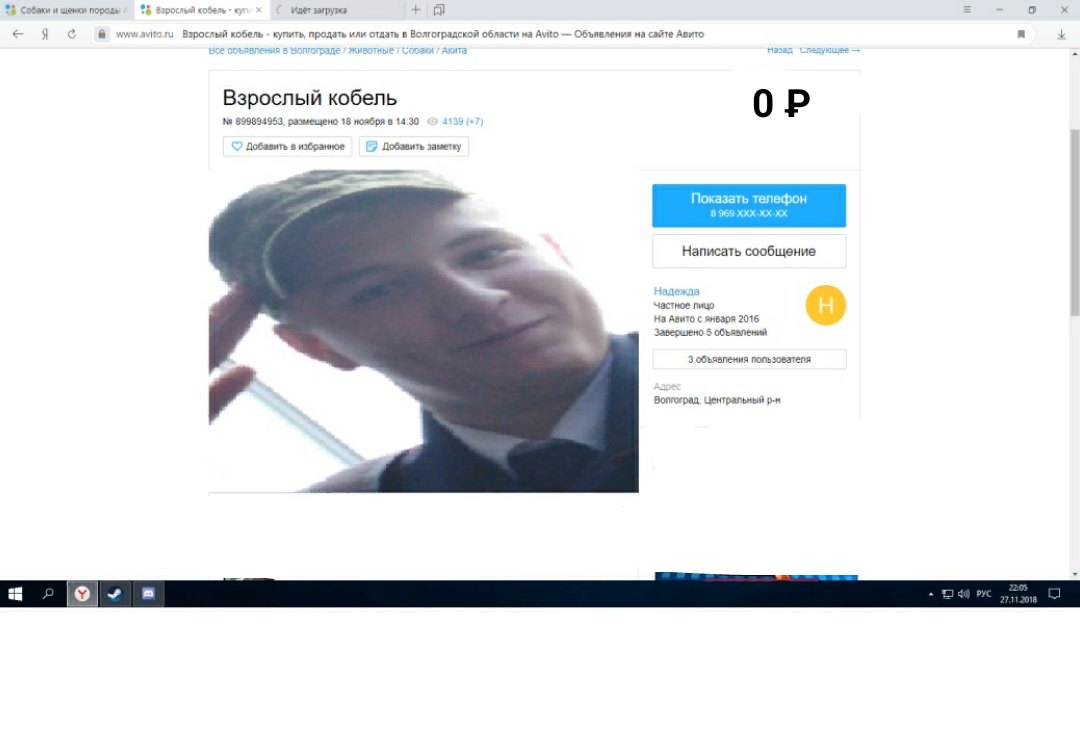 Собаки и щенки породы А
Взрослый кобель - купи
Идёт загрузка
www.avito.ru Взрослый кобель - купить, продать или отдать в Волгоградской области на Avito — Объявления на сайте Авито
Все объявления в Волгограде / Животные / Собаки / Акита
Назад Следующее →
Взрослый кобель
0 ₽
№ 899894953, размещено 18 ноября в 14:30 4139 (+7)
Добавить в избранное
Добавить заметку
Показать телефон
8 969 XXX-XX-XX
Написать сообщение
Надежда
Частное лицо
На Авито с января 2016
Завершено 5 объявлений
Н
3 объявления пользователя
Адрес
Волгоград, Центральный р-н
РУС
22:05
27.11.2018